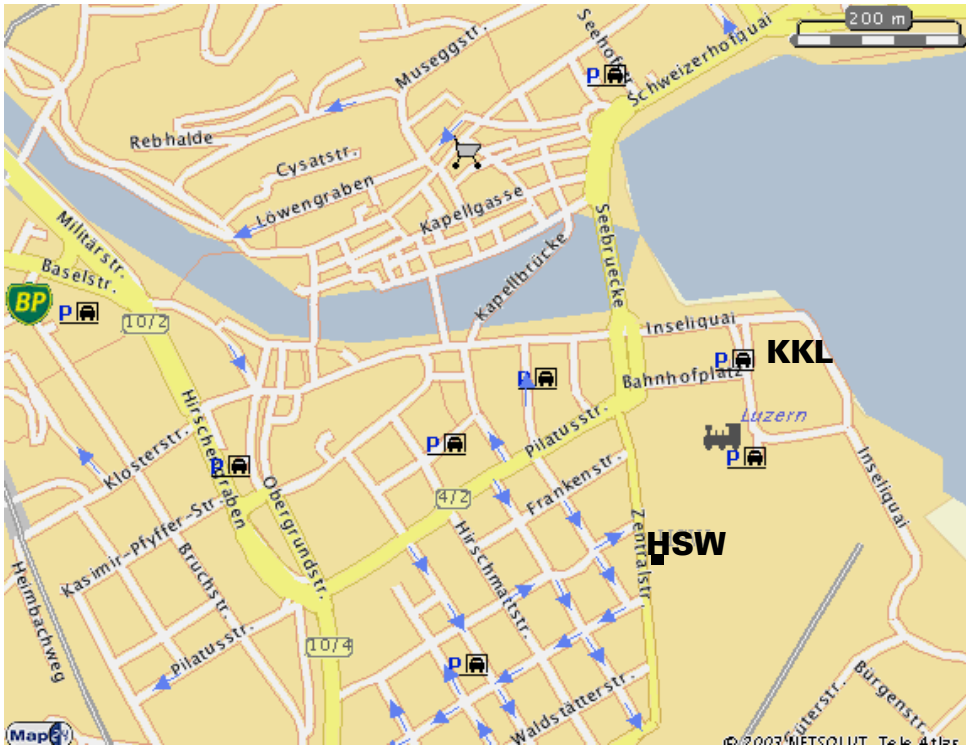 200 m
Seehofstr.
Museggstr.
Schweizerhofquai
P
Rebhalde
Cysatstr.
Löwengraben
Kapellgasse
Militärstr.
Seebruecke
Kapellbrücke
Baselstr.
BP
P
10/2
Inseliquai
P
KKL
P
Bahnhofplatz
Luzern
Hirschengraben
Pilatusstr.
Klosterstr.
P
P
P
Obergrundstr.
4/2
Frankenstr.
Inseliquai
Kasimir-Pfyffer-Str.
Zentralstr.
HSW
Hirschmattstr.
Bruchstr.
Heimbachweg
Pilatusstr.
10/4
P
Waldstätterstr.
Bürgenstr.
Map24
© 2003 NETSOLUT, Tele Atlas